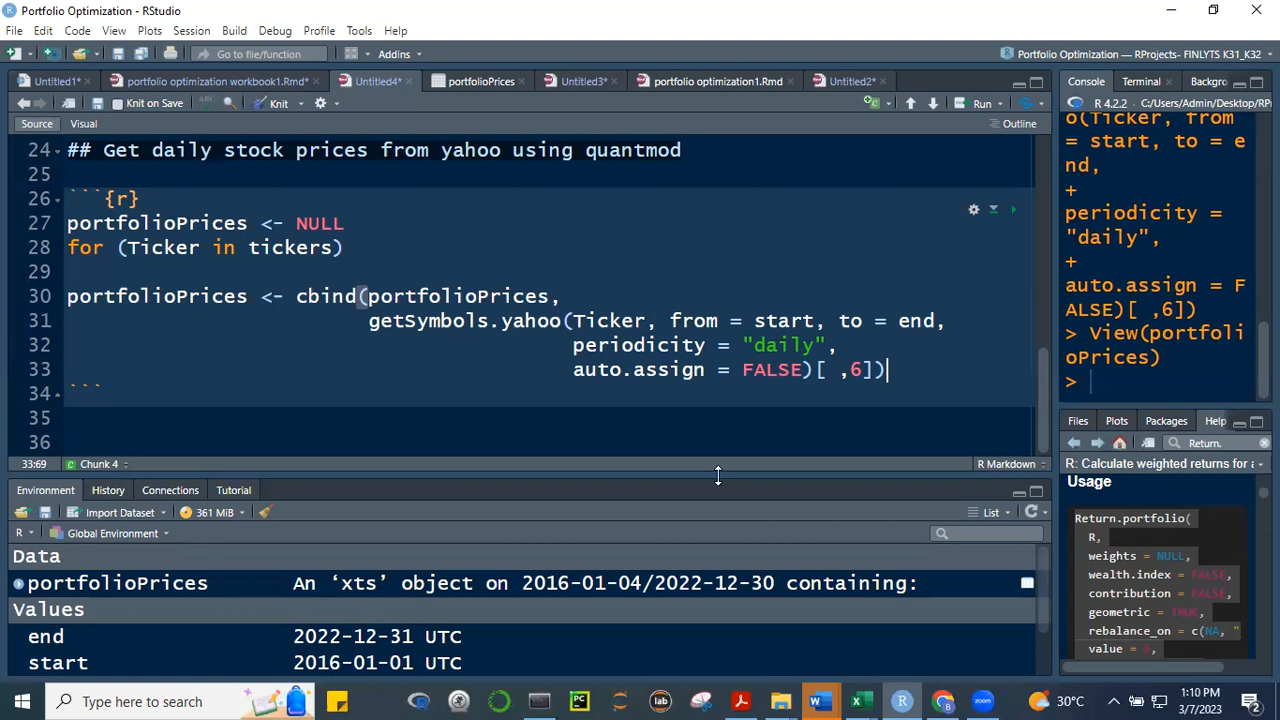 Portfolio Optimization - RStudio
File Edit Code View Plots Session Build Debug Profile Tools Help
Go to file/function Addins Portfolio Optimization — RProjects- FINLYTS K31_K32
Untitled1* portfolio optimization workbook1.Rmd* Untitled4* portfolioPrices Untitled3* portfolio optimization1.Rmd Untitled2*
Knit on Save ABC Knit Run
Source Visual Outline
24 ## Get daily stock prices from yahoo using quantmod
25
26 ```{r}
27 portfolioPrices <- NULL
28 for (Ticker in tickers)
29
30 portfolioPrices <- cbind(portfolioPrices,
31 getSymbols.yahoo(Ticker, from = start, to = end,
32 periodicity = "daily",
33 auto.assign = FALSE)[ ,6])
34 ```
35
36
33:69 Chunk 4 R Markdown
Environment History Connections Tutorial
Import Dataset 361 MiB List
R Global Environment
Data
portfolioPrices An ‘xts’ object on 2016-01-04/2022-12-30 containing:
Values
end 2022-12-31 UTC
start 2016-01-01 UTC
Console Terminal Backgro
R 4.2.2 C:/Users/Admin/Desktop/RP
o(Ticker, from
= start, to = e
nd,
+
periodicity =
"daily",
+
auto.assign = F
ALSE)[ ,6])
> View(portfoli
oPrices)
>
Files Plots Packages Help
Return.
R: Calculate weighted returns for a
Usage
Return.portfolio(
R,
weights = NULL,
wealth.index = FALSE,
contribution = FALSE,
geometric = TRUE,
rebalance_on = c(NA, "
value = 1,
Type here to search
lab
30°C
1:10 PM
3/7/2023
2